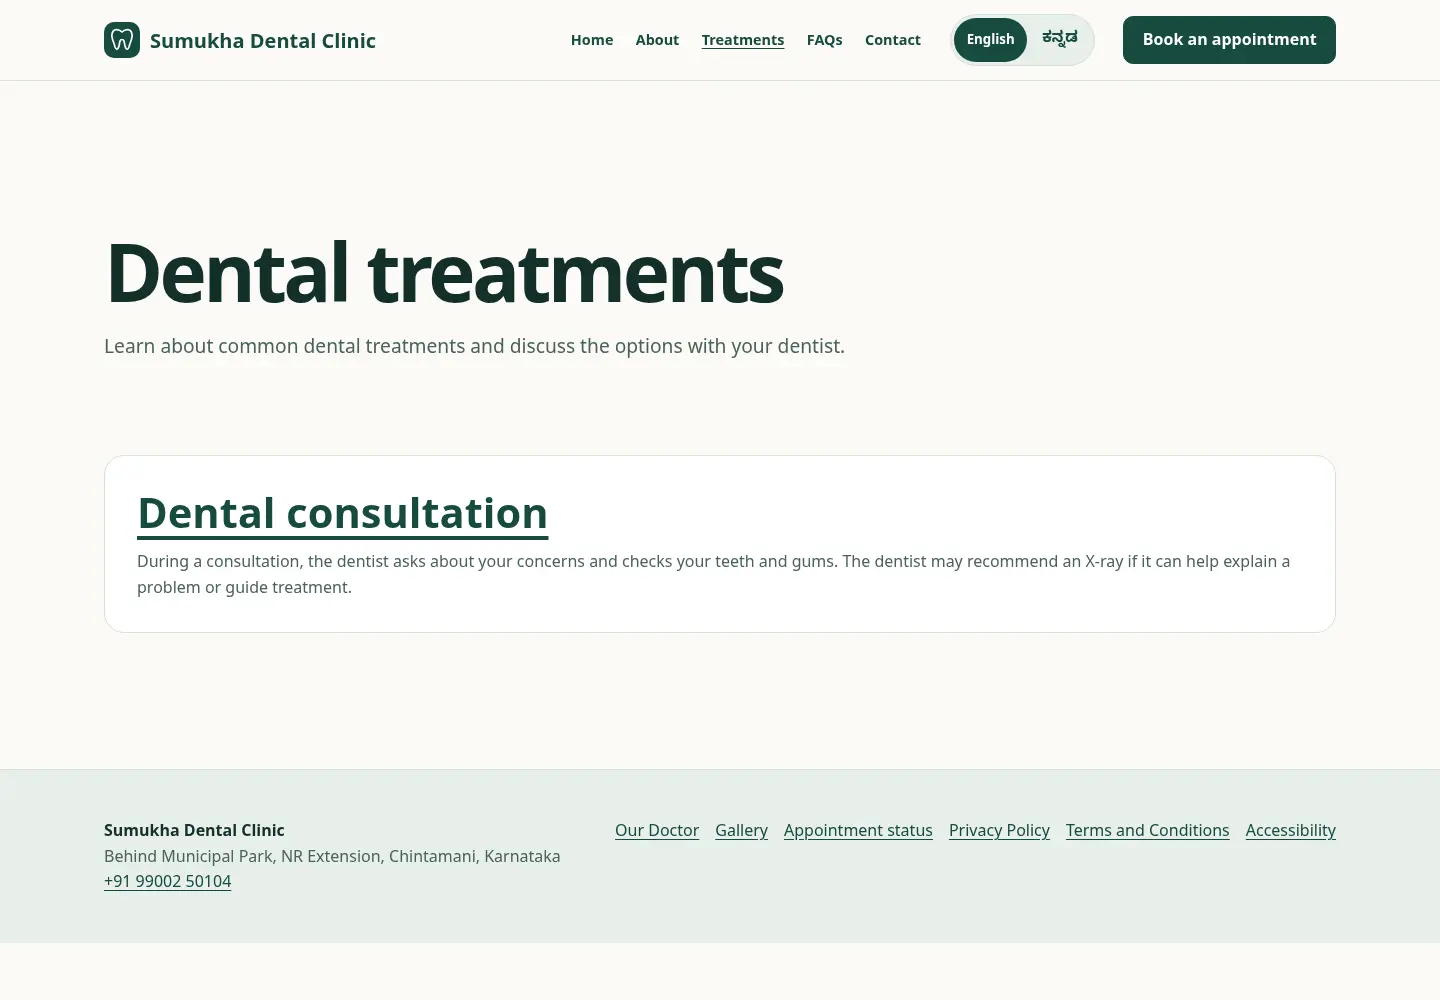 Sumukha Dental Clinic
Home
About
Treatments
FAQs
Contact
English
ಕನ್ನಡ
Book an appointment
Dental treatments
Learn about common dental treatments and discuss the options with your dentist.
Dental consultation
During a consultation, the dentist asks about your concerns and checks your teeth and gums. The dentist may recommend an X-ray if it can help explain a
problem or guide treatment.
Sumukha Dental Clinic
Behind Municipal Park, NR Extension, Chintamani, Karnataka
+91 99002 50104
Our Doctor
Gallery
Appointment status
Privacy Policy
Terms and Conditions
Accessibility